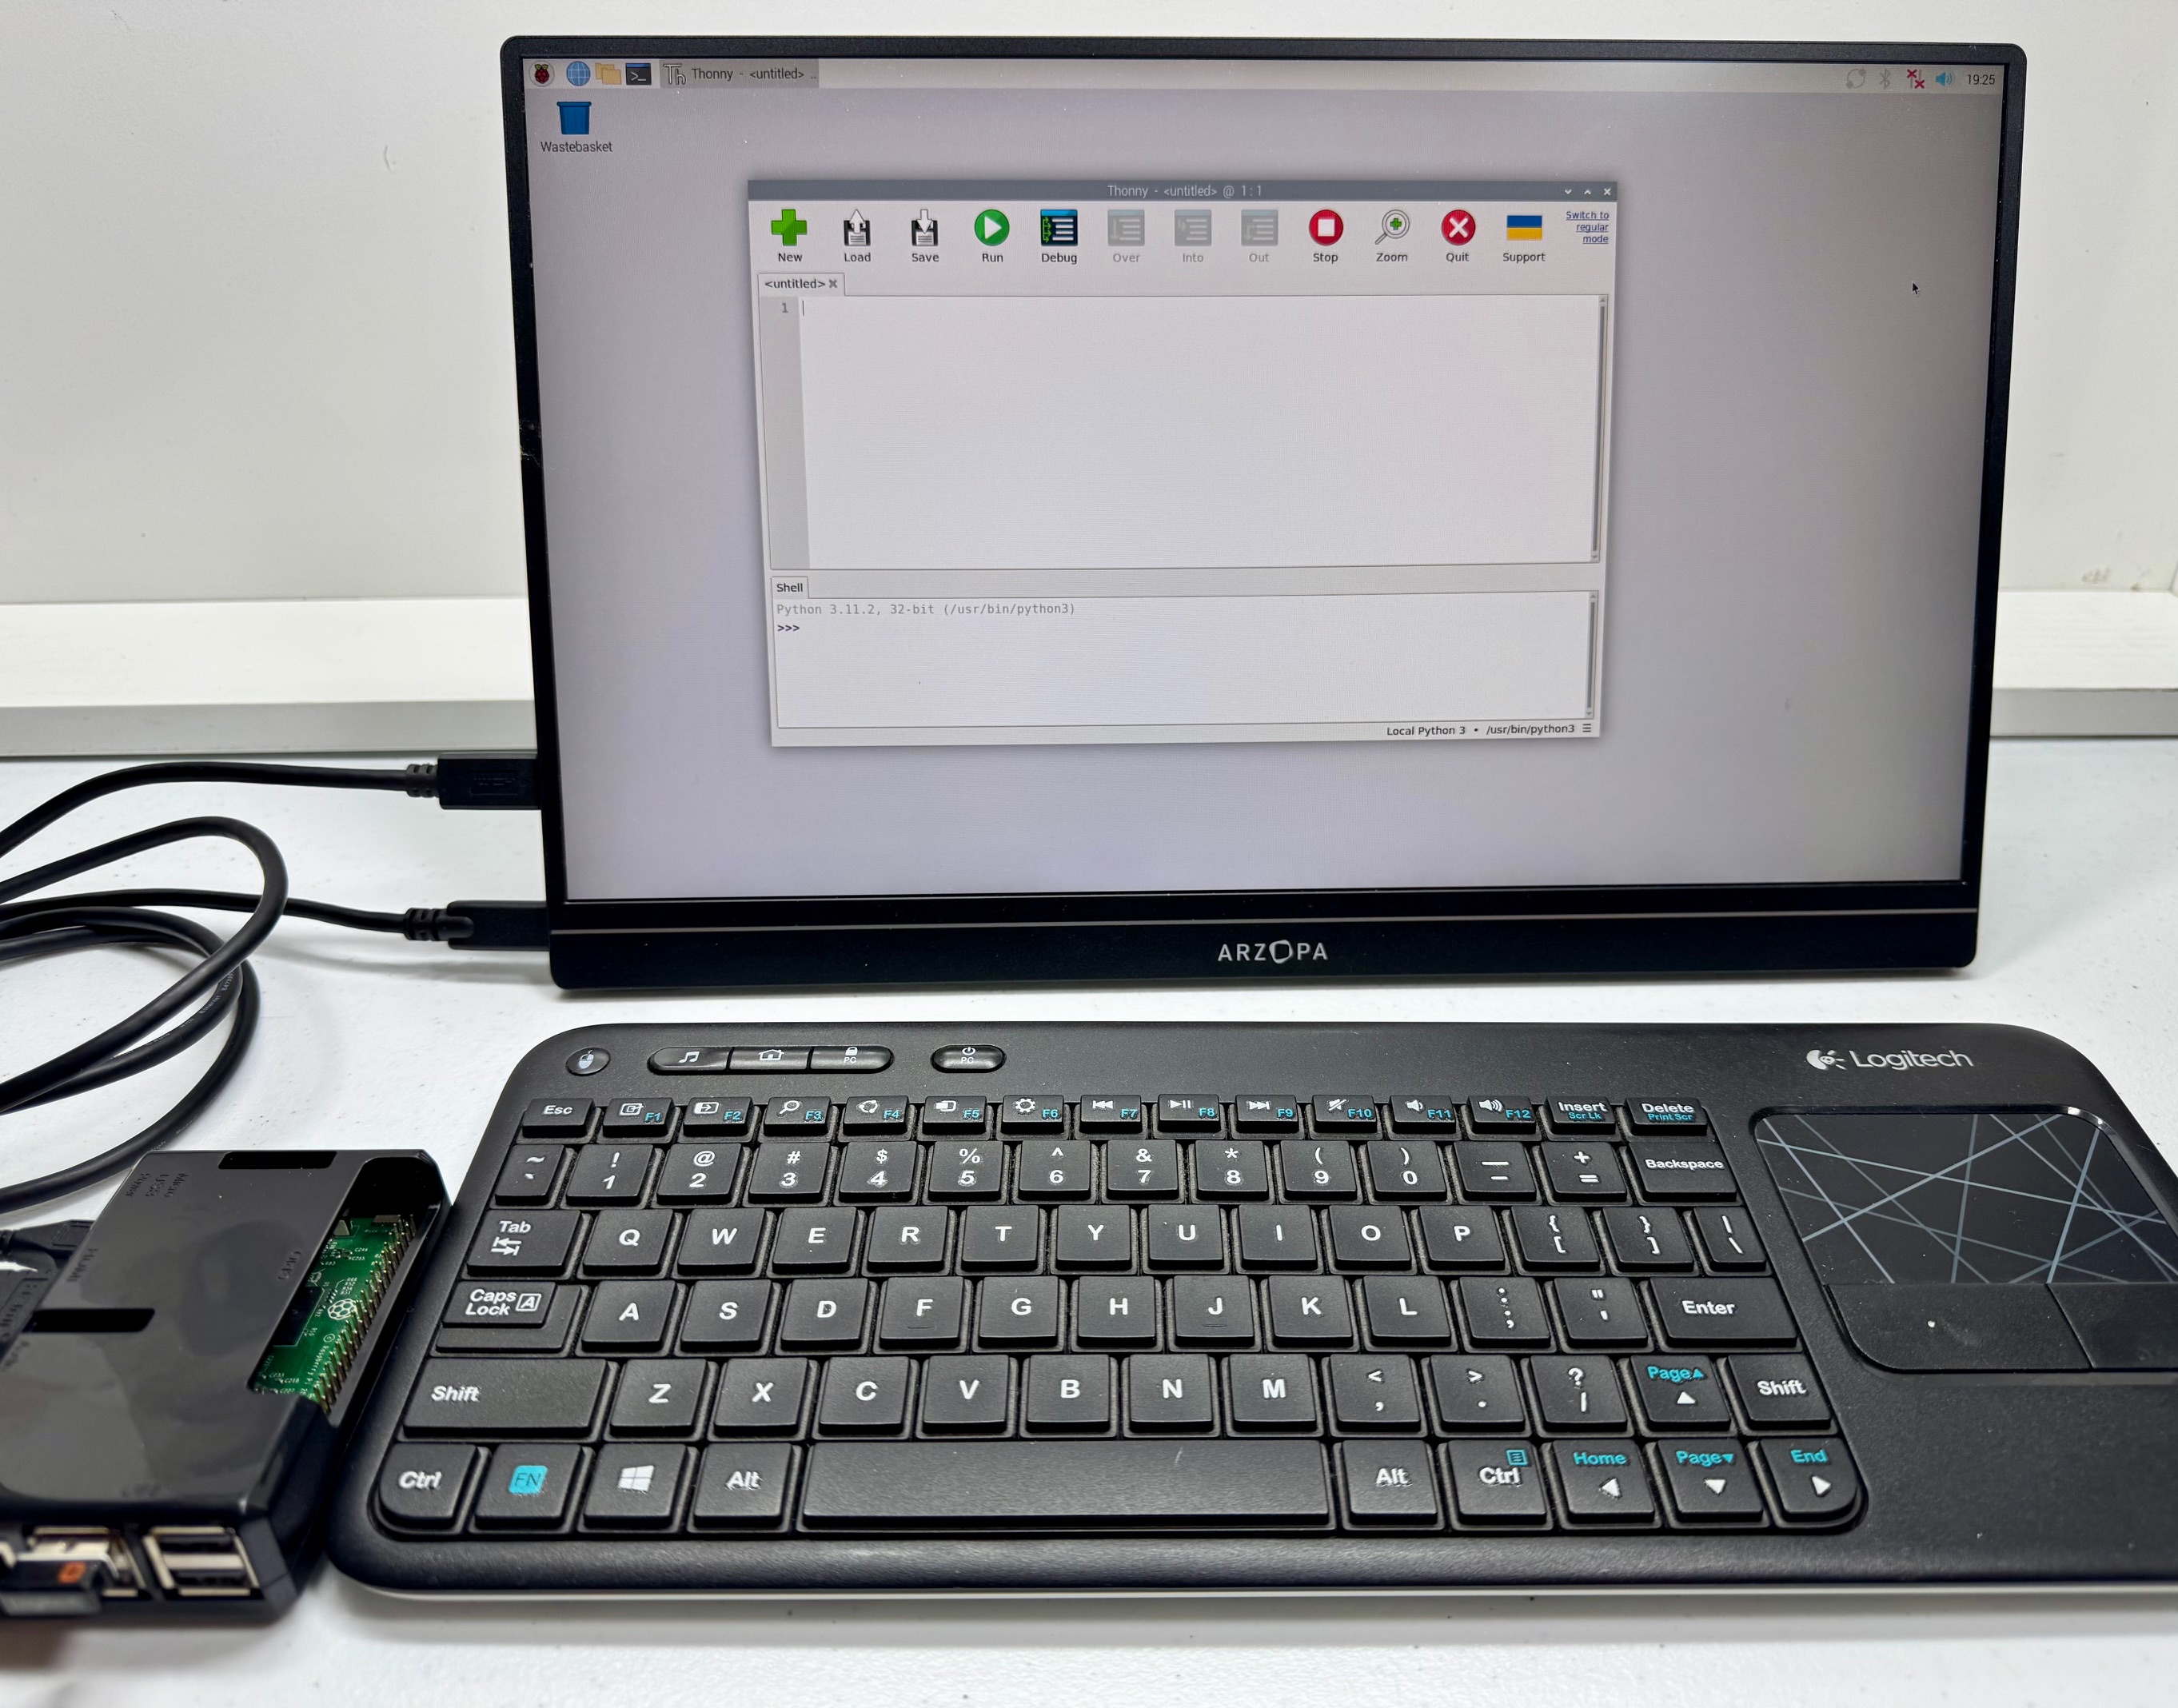 Thonny - <untitled> ..
19:25
Wastebasket
Thonny - <untitled> @ 1:1
New Load Save Run Debug Over Into Out Stop Zoom Quit Support
Switch to
regular
mode
<untitled>
1
Shell
Python 3.11.2, 32-bit (/usr/bin/python3)
>>>
Local Python 3 • /usr/bin/python3
ARZOPA
Logitech
PC PC
Esc F1 F2 F3 F4 F5 F6 F7 F8 F9 F10 F11 F12 Insert Delete
Scr Lk Print Scr
~ ! @ # $ % ^ & * ( ) — +
` 1 2 3 4 5 6 7 8 9 0 – = Backspace
Tab Q W E R T Y U I O P { [ } ] | \
Caps
Lock A A S D F G H J K L : ; " ' Enter
Shift Z X C V B N M < , > . ? / Page Shift
Ctrl FN Alt Alt Ctrl Home Page End
GPIO
HDMI